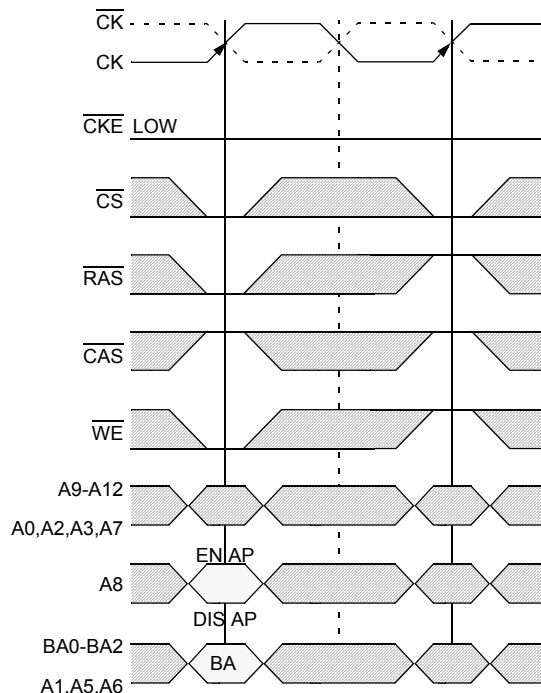 CK
CK
CKE LOW
CS
RAS
CAS
WE
A9-A12
A0,A2,A3,A7
EN AP
A8
DIS AP
BA0-BA2
BA
A1,A5,A6